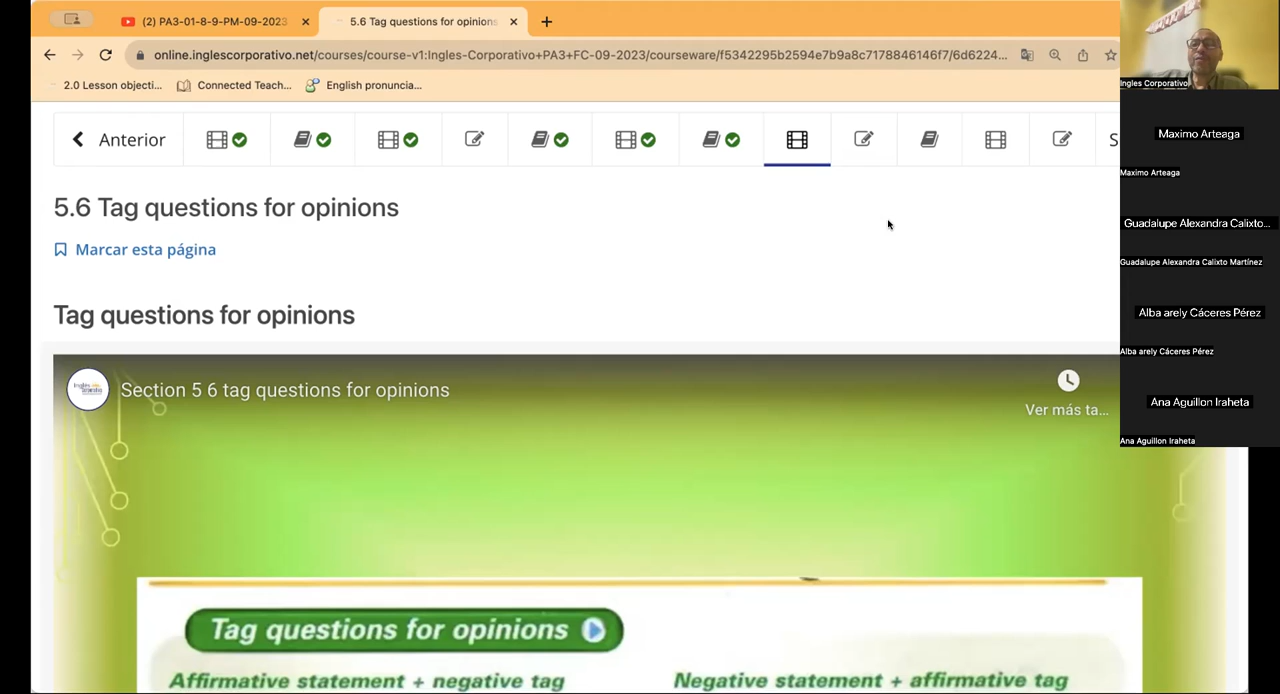 (2) PA3-01-8-9-PM-09-2023
5.6 Tag questions for opinions
online.inglescorporativo.net/courses/course-v1:Ingles-Corporativo+PA3+FC-09-2023/courseware/f5342295b2594e7b9a8c7178846146f7/6d6224...
2.0 Lesson objecti...
Connected Teach...
English pronuncia...
Anterior
S
5.6 Tag questions for opinions
Marcar esta página
Tag questions for opinions
Section 5 6 tag questions for opinions
Ver más ta...
Tag questions for opinions
Affirmative statement + negative tag
Negative statement + affirmative tag
Ingles Corporativo
Maximo Arteaga
Maximo Arteaga
Guadalupe Alexandra Calixto...
Guadalupe Alexandra Calixto Martínez
Alba arely Cáceres Pérez
Alba arely Cáceres Pérez
Ana Aguillon Iraheta
Ana Aguillon Iraheta